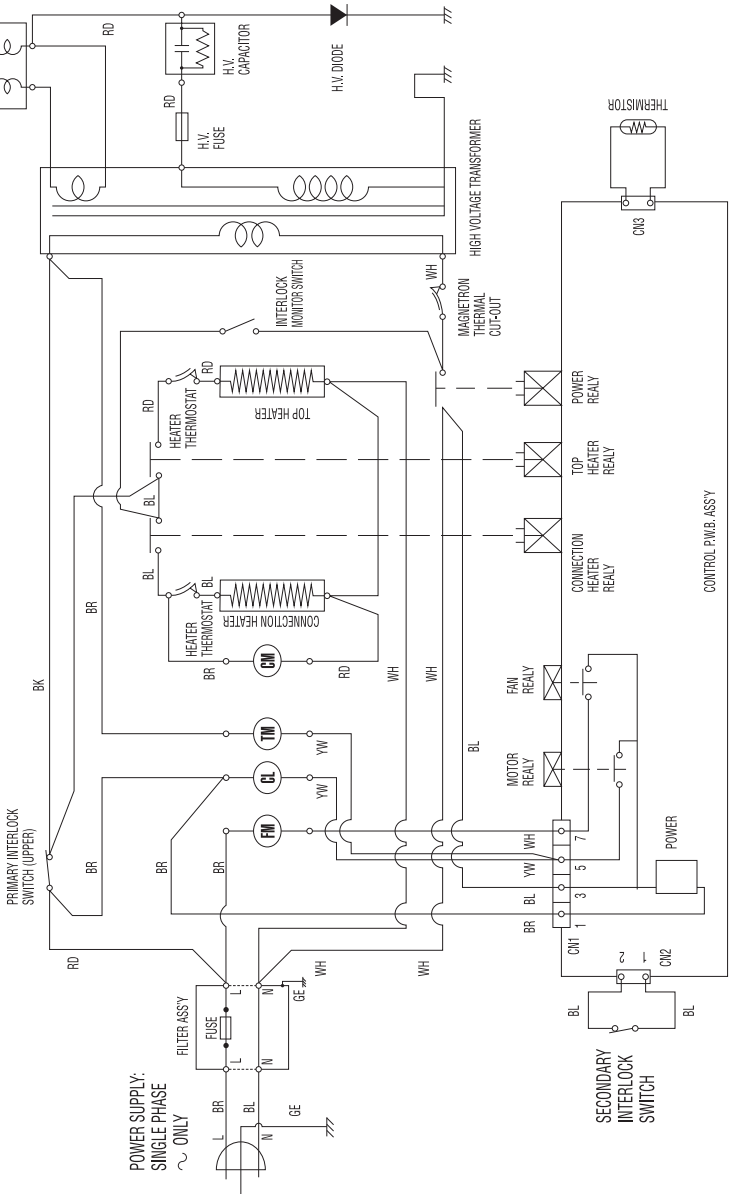 RD
H.V.
CAPACITOR
H.V. DIODE
RD
H.V.
FUSE
HIGH VOLTAGE TRANSFORMER
THERMISTOR
CN3
INTERLOCK
MONITOR SWITCH
WH
MAGNETRON
THERMAL
CUT-OUT
RD
HEATER
THERMOSTAT
RD
TOP HEATER
POWER
REALY
TOP
HEATER
REALY
CONNECTION
HEATER
REALY
CONTROL P.W.B. ASS'Y
BL
BL
HEATER
THERMOSTAT
BL
CONNECTION HEATER
BR
BR
CM
RD
WH
WH
BK
TM
YW
CL
YW
FM
BL
FAN
REALY
MOTOR
REALY
PRIMARY INTERLOCK
SWITCH (UPPER)
BR
BR
BR
WH
YW
BL
BR
7
5
3
1
CN1
POWER
RD
WH
WH
FILTER ASS'Y
FUSE
L
N
L
N
GE
POWER SUPPLY:
SINGLE PHASE
~ ONLY
BR
BL
GE
L
N
2
1
CN2
BL
BL
SECONDARY
INTERLOCK
SWITCH